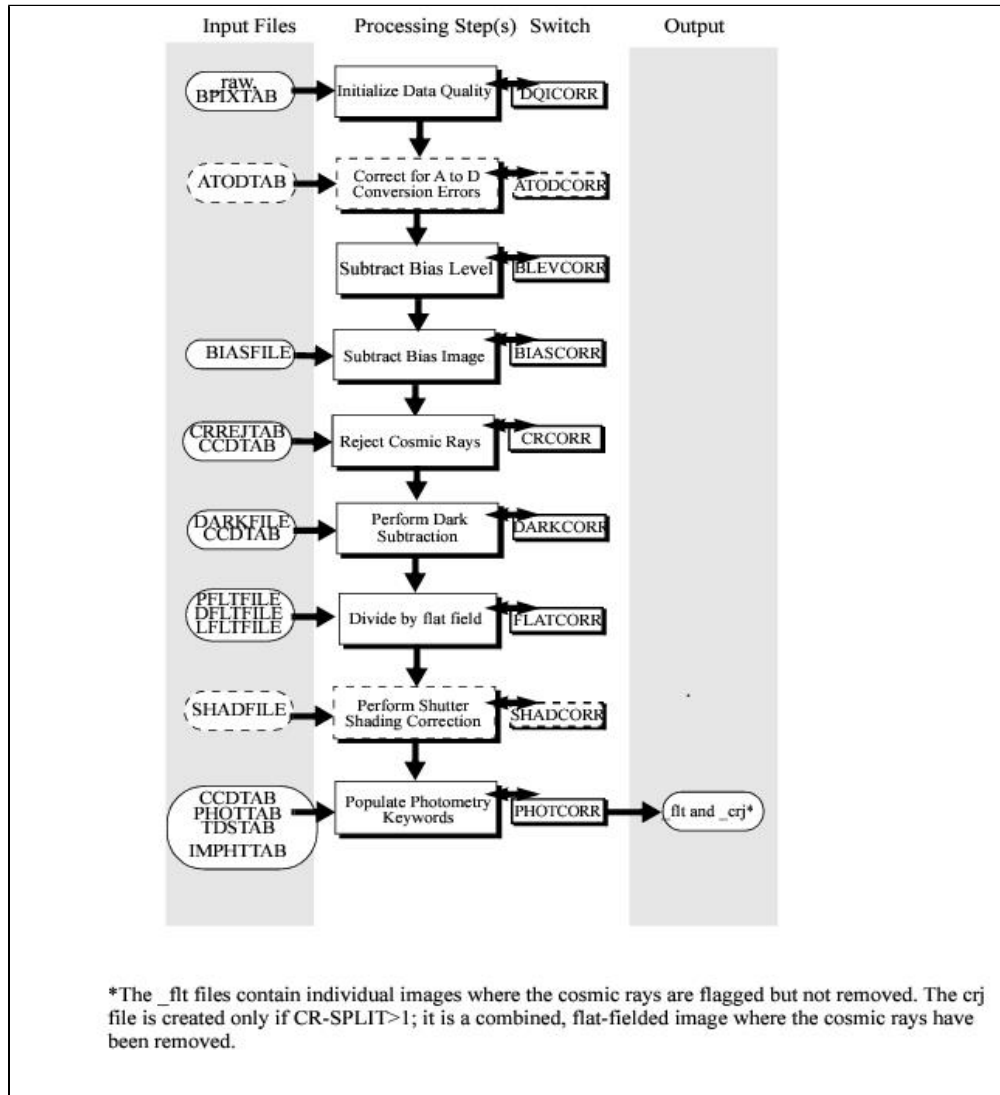 Input Files Processing Step(s) Switch Output
_raw,
BPIXTAB
Initialize Data Quality
DQICORR
ATODTAB
Correct for A to D
Conversion Errors
ATODCORR
Subtract Bias Level
BLEVCORR
BIASFILE
Subtract Bias Image
BIASCORR
CRREJTAB
CCDTAB
Reject Cosmic Rays
CRCORR
DARKFILE
CCDTAB
Perform Dark
Subtraction
DARKCORR
PFLTFILE
DFLTFILE
LFLTFILE
Divide by flat field
FLATCORR
SHADFILE
Perform Shutter
Shading Correction
SHADCORR
CCDTAB
PHOTTAB
TDSTAB
IMPHTTAB
Populate Photometry
Keywords
PHOTCORR
_flt and _crj*
*The _flt files contain individual images where the cosmic rays are flagged but not removed. The crj
file is created only if CR-SPLIT>1; it is a combined, flat-fielded image where the cosmic rays have
been removed.